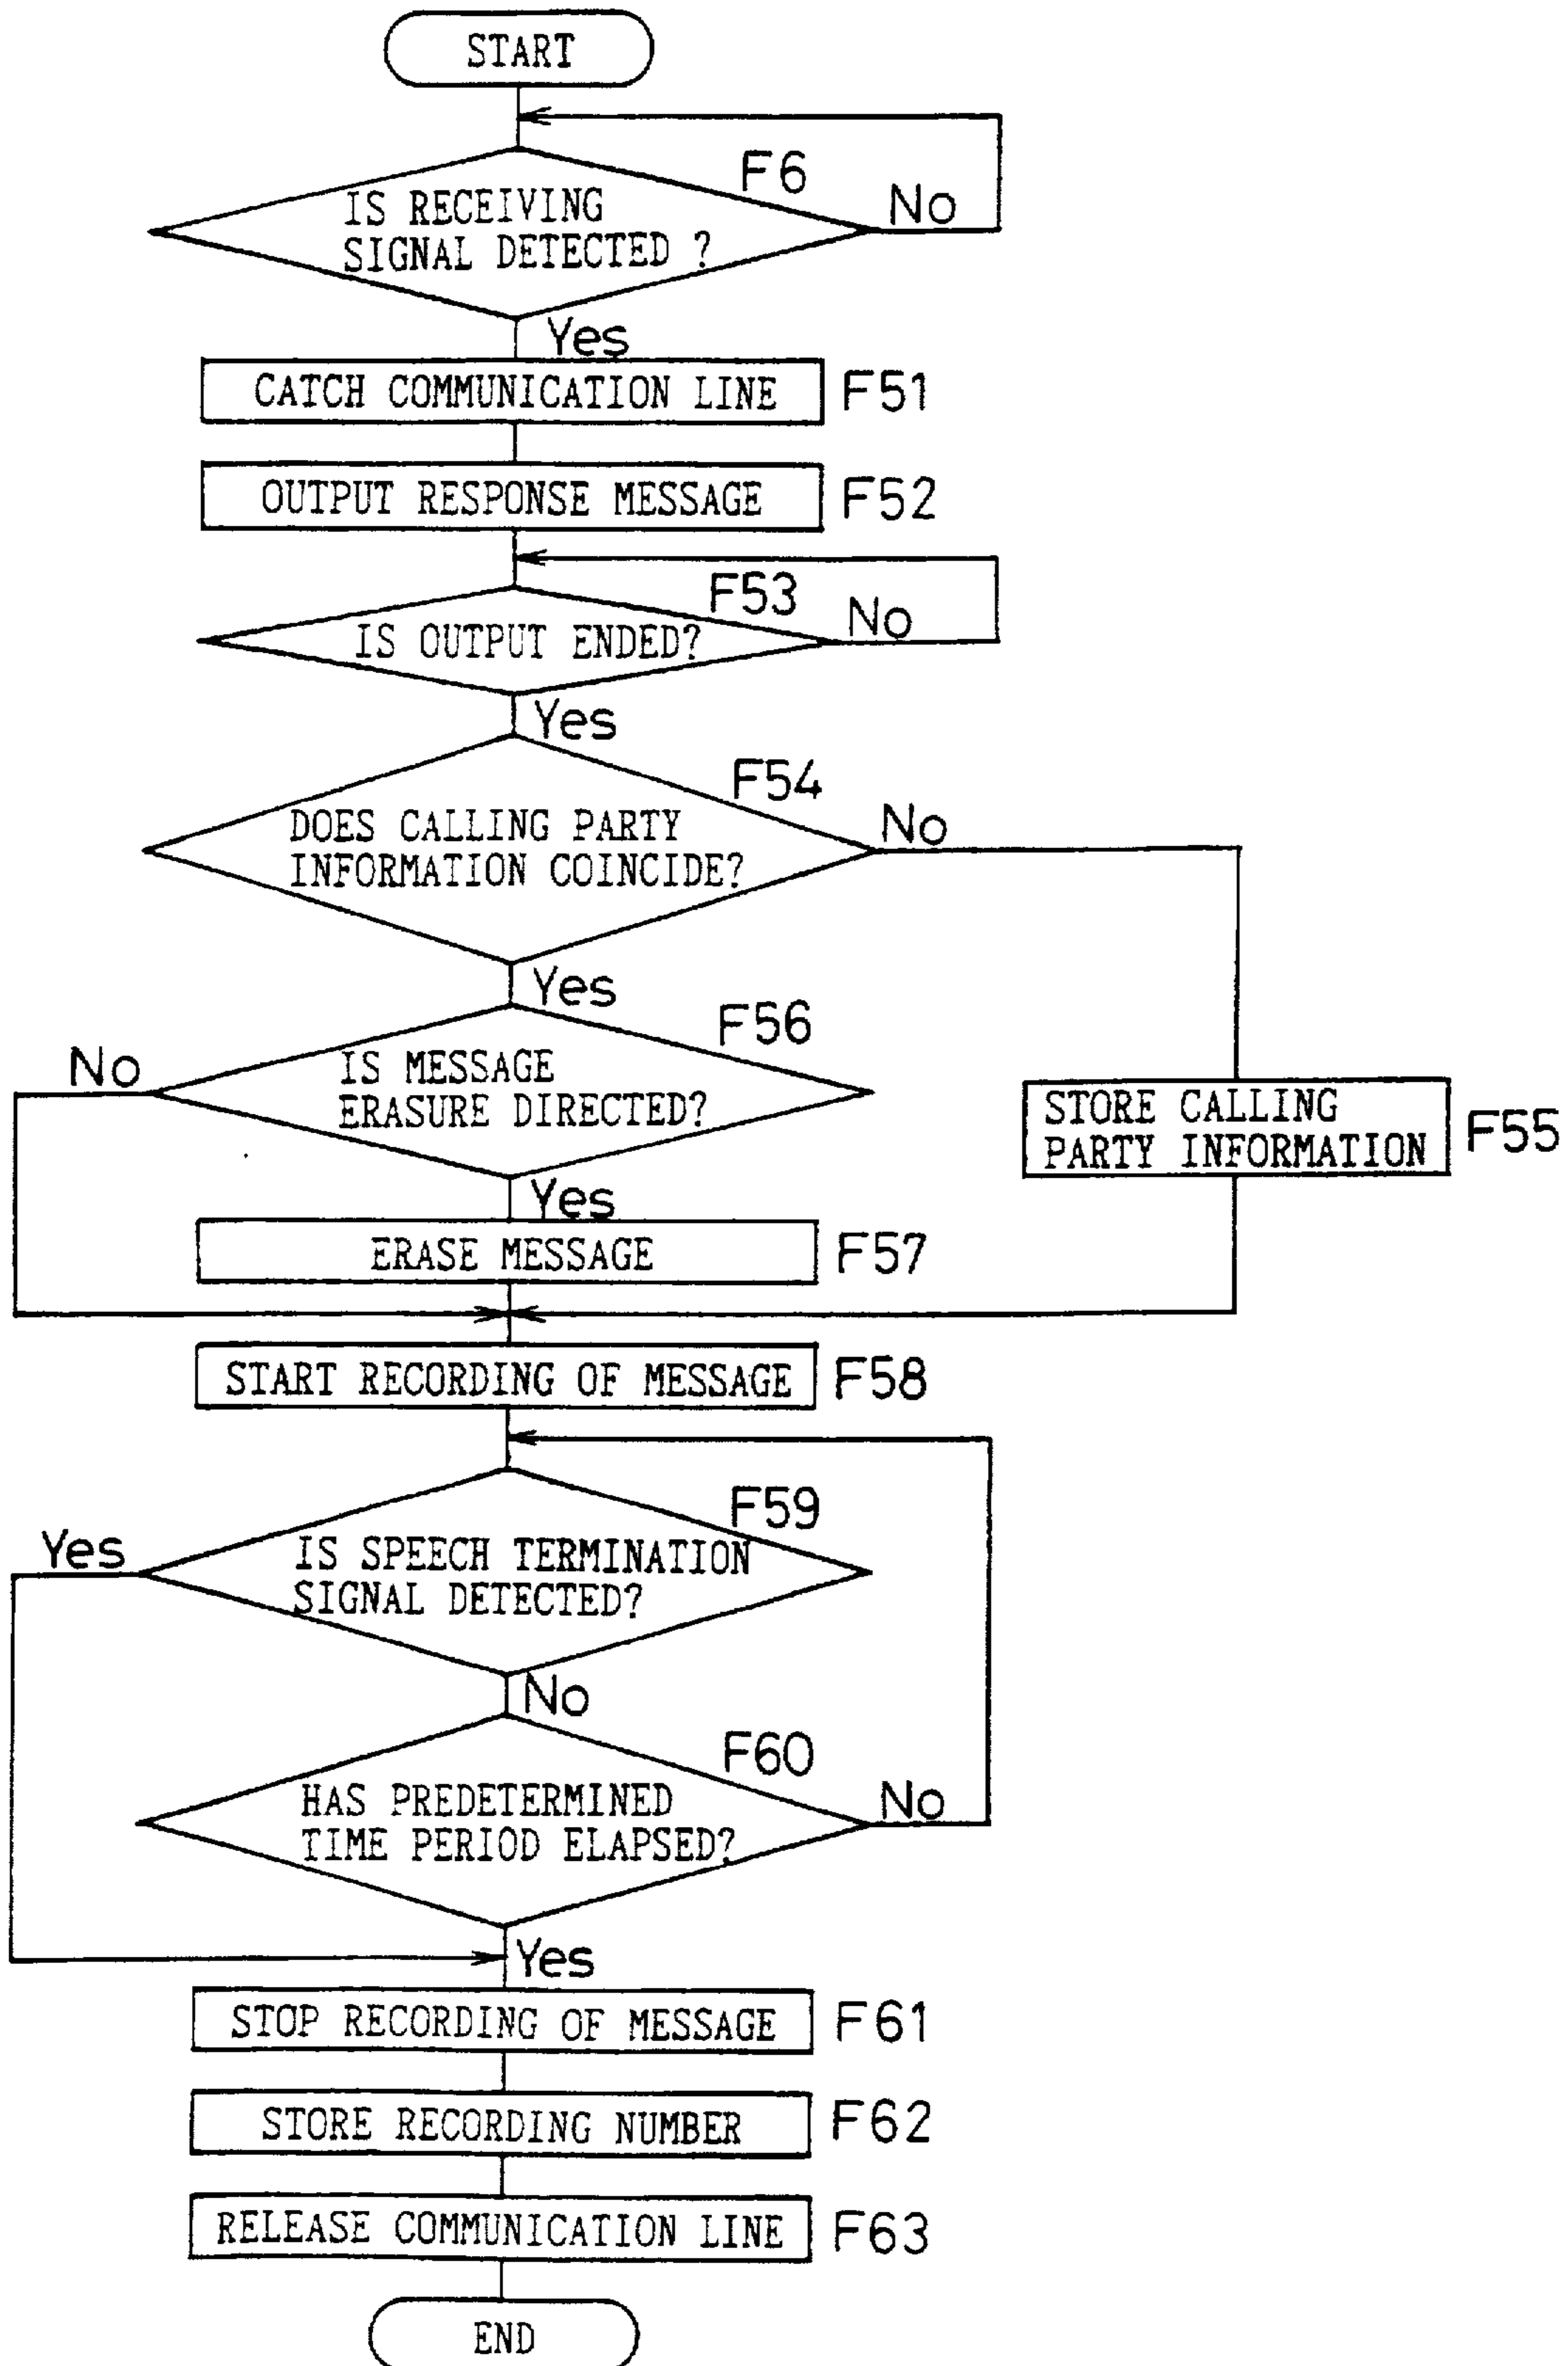 START
F6
IS RECEIVING
SIGNAL DETECTED ?
No
Yes
CATCH COMMUNICATION LINE
F51
OUTPUT RESPONSE MESSAGE
F52
F53
IS OUTPUT ENDED?
No
Yes
F54
DOES CALLING PARTY
INFORMATION COINCIDE?
No
Yes
F56
No
IS MESSAGE
ERASURE DIRECTED?
STORE CALLING
PARTY INFORMATION
F55
Yes
ERASE MESSAGE
F57
START RECORDING OF MESSAGE
F58
F59
Yes
IS SPEECH TERMINATION
SIGNAL DETECTED?
No
F60
HAS PREDETERMINED
TIME PERIOD ELAPSED?
No
Yes
STOP RECORDING OF MESSAGE
F61
STORE RECORDING NUMBER
F62
RELEASE COMMUNICATION LINE
F63
END